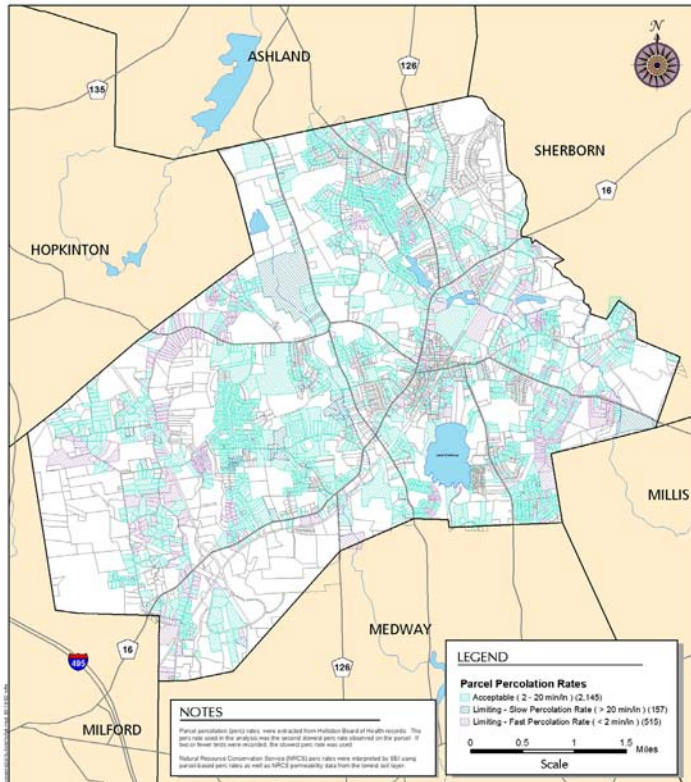 N
ASHLAND
135
126
SHERBORN
16
HOPKINTON
MILLIS
MEDWAY
495
16
126
MILFORD
NOTES
Parcel percolation (perc) rates, were extracted from Holliston Board of Health records. The
perc rate used in the analysis was the second slowest perc rate observed on the parcel. If
two or fewer tests were recorded, the slowest perc rate was used.
Natural Resource Conservation Service (NRCS) perc rates were interpreted by using
parcel based perc rates as well as NRCS permeability data from the lowest soil layer.
LEGEND
Parcel Percolation Rates
Acceptable ( 2 - 20 min/in ) (2,145)
Limiting - Slow Percolation Rate ( > 20 min/in ) (157)
Limiting - Fast Percolation Rate ( < 2 min/in ) (515)
0 0.5 1 1.5
Miles
Scale